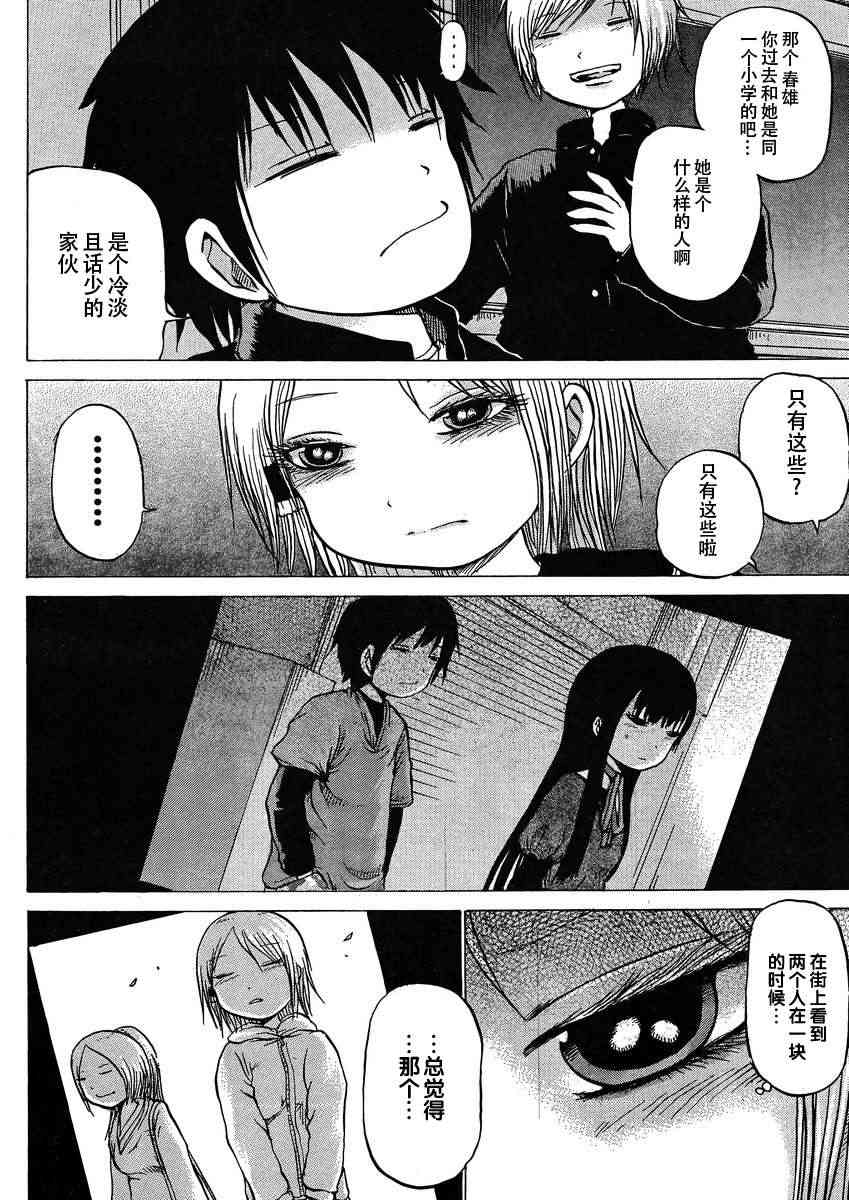 那个 春雄
你过去和她是同
一个小学的吧…
她是个
什么样的人啊
…
是个冷淡
且话少的
家伙
只有这些?
只有这些啦
………
在街上看到
两个人在一块
的时候…
…总觉得
那个…